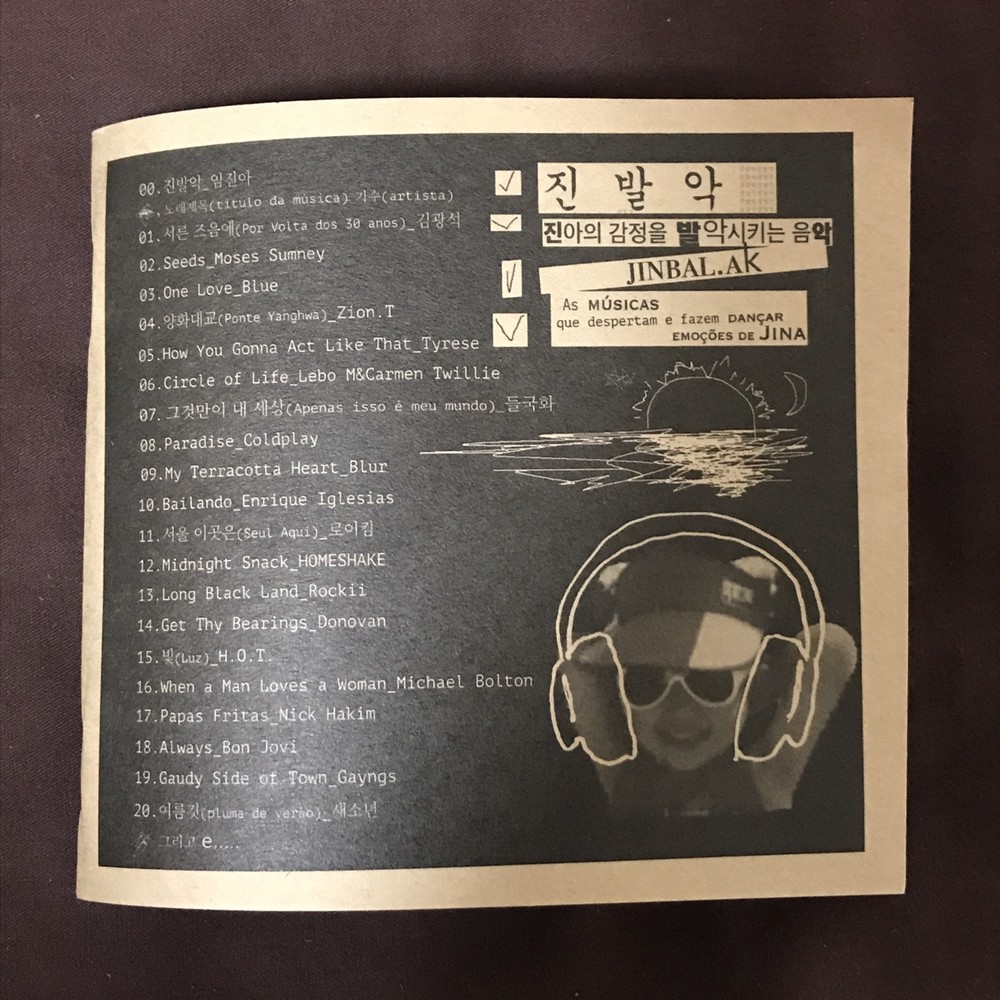 00.진발악_임진아
노래제목(título da música) 가수(artista)
01.서른 즈음에(Por Volta dos 30 anos)_김광석
02.Seeds_Moses Sumney
03.One Love_Blue
04.양화대교(Ponte Yanghwa)_Zion.T
05.How You Gonna Act Like That_Tyrese
06.Circle of Life_Lebo M&Carmen Twillie
07.그것만이 내 세상(Apenas isso é meu mundo)_들국화
08.Paradise_Coldplay
09.My Terracotta Heart_Blur
10.Bailando_Enrique Iglesias
11.서울 이곳은(Seul Aqui)_로이킴
12.Midnight Snack_HOMESHAKE
13.Long Black Land_Rockii
14.Get Thy Bearings_Donovan
15.빛(Luz)_H.O.T.
16.When a Man Loves a Woman_Michael Bolton
17.Papas Fritas_Nick Hakim
18.Always_Bon Jovi
19.Gaudy Side of Town_Gayngs
20.여름깃(pluma de verão)_새소년
그리고 e.....
진 발 악
진아의 감정을 발악시키는 음악
JINBAL.AK
As MÚSICAS
que despertam e fazem DANÇAR
EMOÇÕES DE JINA